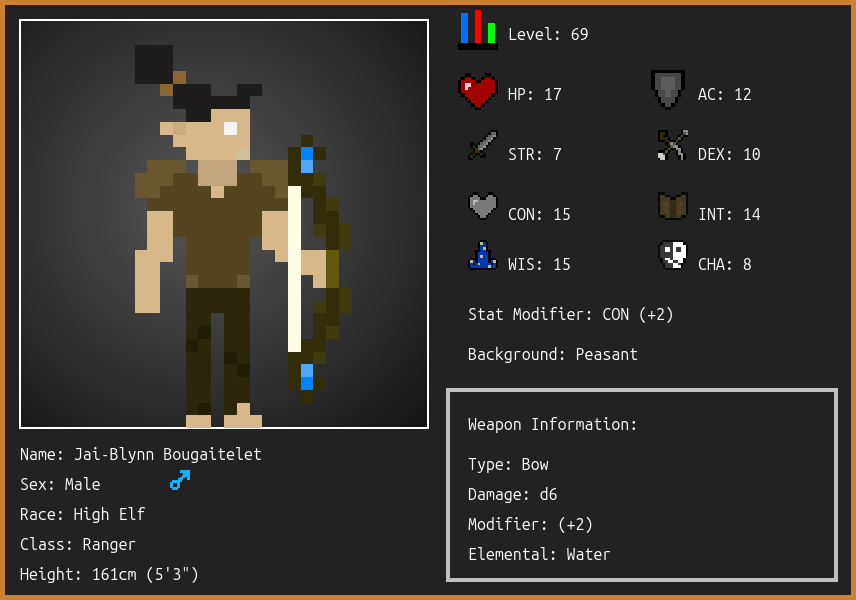 Level: 69
HP: 17
AC: 12
STR: 7
DEX: 10
CON: 15
INT: 14
WIS: 15
CHA: 8
Stat Modifier: CON (+2)
Background: Peasant
Weapon Information:
Type: Bow
Damage: d6
Modifier: (+2)
Elemental: Water
Name: Jai-Blynn Bougaitelet
Sex: Male
Race: High Elf
Class: Ranger
Height: 161cm (5'3")